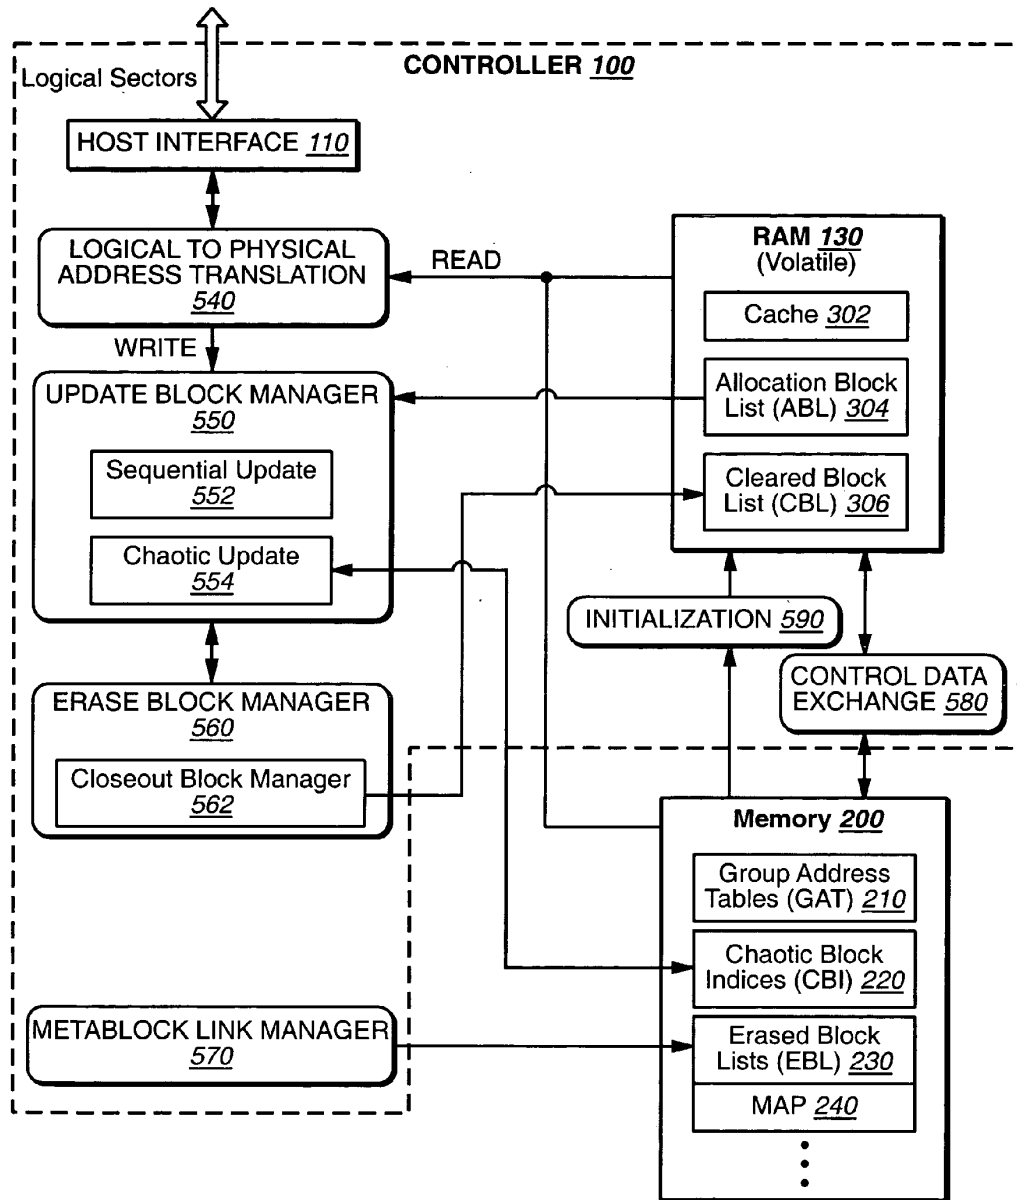 CONTROLLER 100
Logical Sectors
HOST INTERFACE 110
LOGICAL TO PHYSICAL
ADDRESS TRANSLATION
540
READ
WRITE
UPDATE BLOCK MANAGER
550
Sequential Update
552
Chaotic Update
554
ERASE BLOCK MANAGER
560
Closeout Block Manager
562
METABLOCK LINK MANAGER
570
RAM 130
(Volatile)
Cache 302
Allocation Block
List (ABL) 304
Cleared Block
List (CBL) 306
INITIALIZATION 590
CONTROL DATA
EXCHANGE 580
Memory 200
Group Address
Tables (GAT) 210
Chaotic Block
Indices (CBI) 220
Erased Block
Lists (EBL) 230
MAP 240